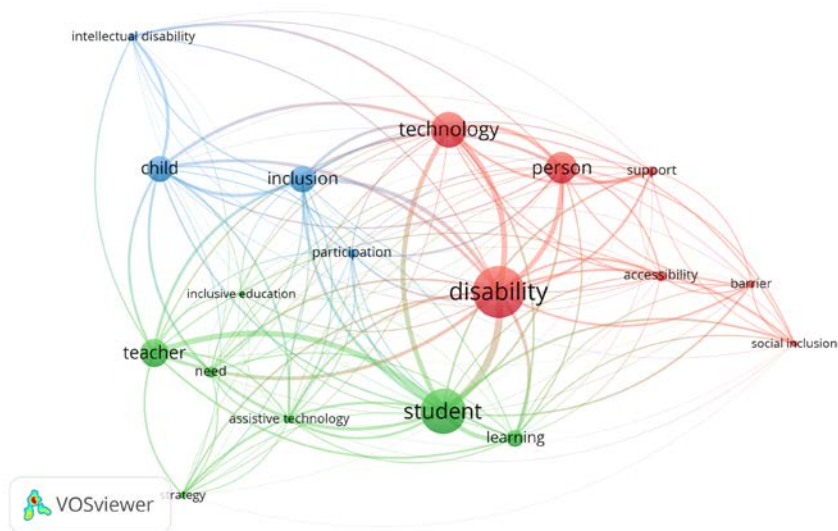 intellectual disability
technology
child
inclusion
person
support
participation
accessibility
barrier
inclusive education
disability
social inclusion
teacher
need
student
assistive technology
learning
strategy
VOSviewer